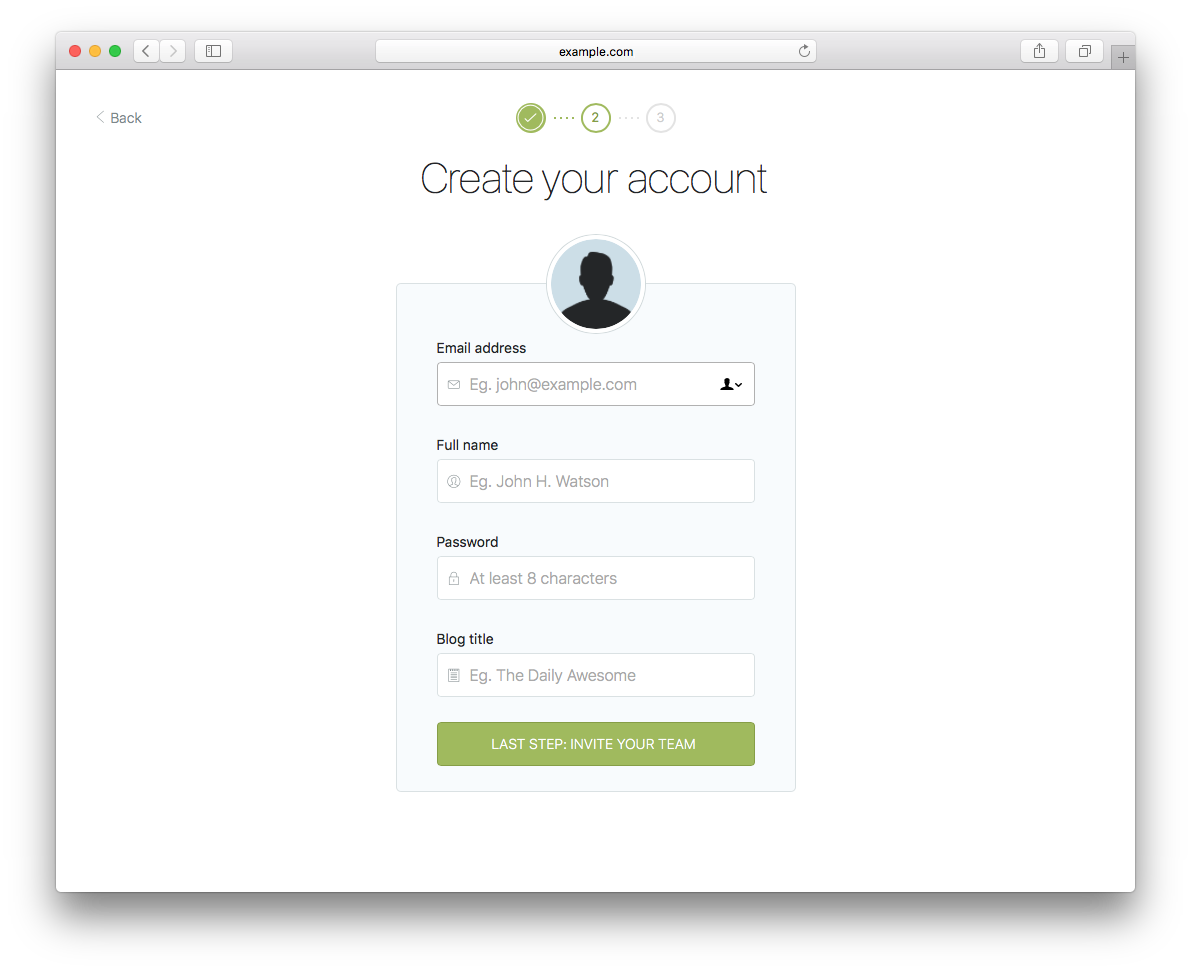 example.com
Back
2
3
Create your account
Email address
Eg. john@example.com
Full name
Eg. John H. Watson
Password
At least 8 characters
Blog title
Eg. The Daily Awesome
LAST STEP: INVITE YOUR TEAM